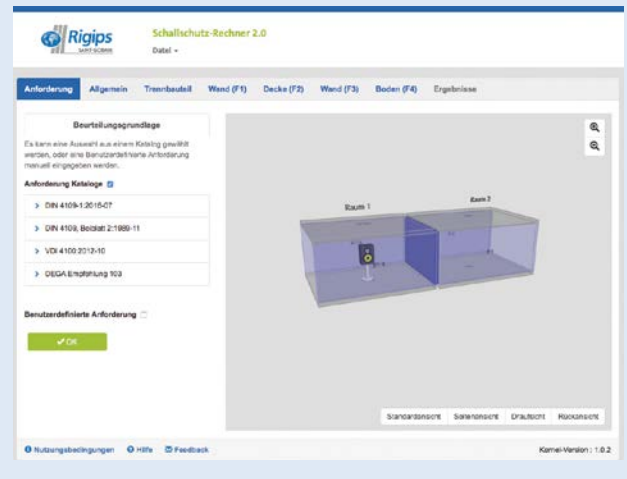 Rigips
SAINT-GOBAIN
Schallschutz-Rechner 2.0
Datei
Anforderung Allgemein Trennbauteil Wand (F1) Decke (F2) Wand (F3) Boden (F4) Ergebnisse
Beurteilungsgrundlage
Es kann eine Auswahl aus einem Katalog gewählt
werden, oder eine Benutzerdefinierte Anforderung
manuell eingegeben werden.
Anforderung Kataloge
DIN 4109-1:2016-07
DIN 4109, Beiblatt 2:1989-11
VDI 4100:2012-10
DEGA Empfehlung 103
Benutzerdefinierte Anforderung
OK
Raum 1
Raum 2
Standardansicht Seitenansicht Draufsicht Rückansicht
Nutzungsbedingungen Hilfe Feedback
Kernel-Version : 1.0.2